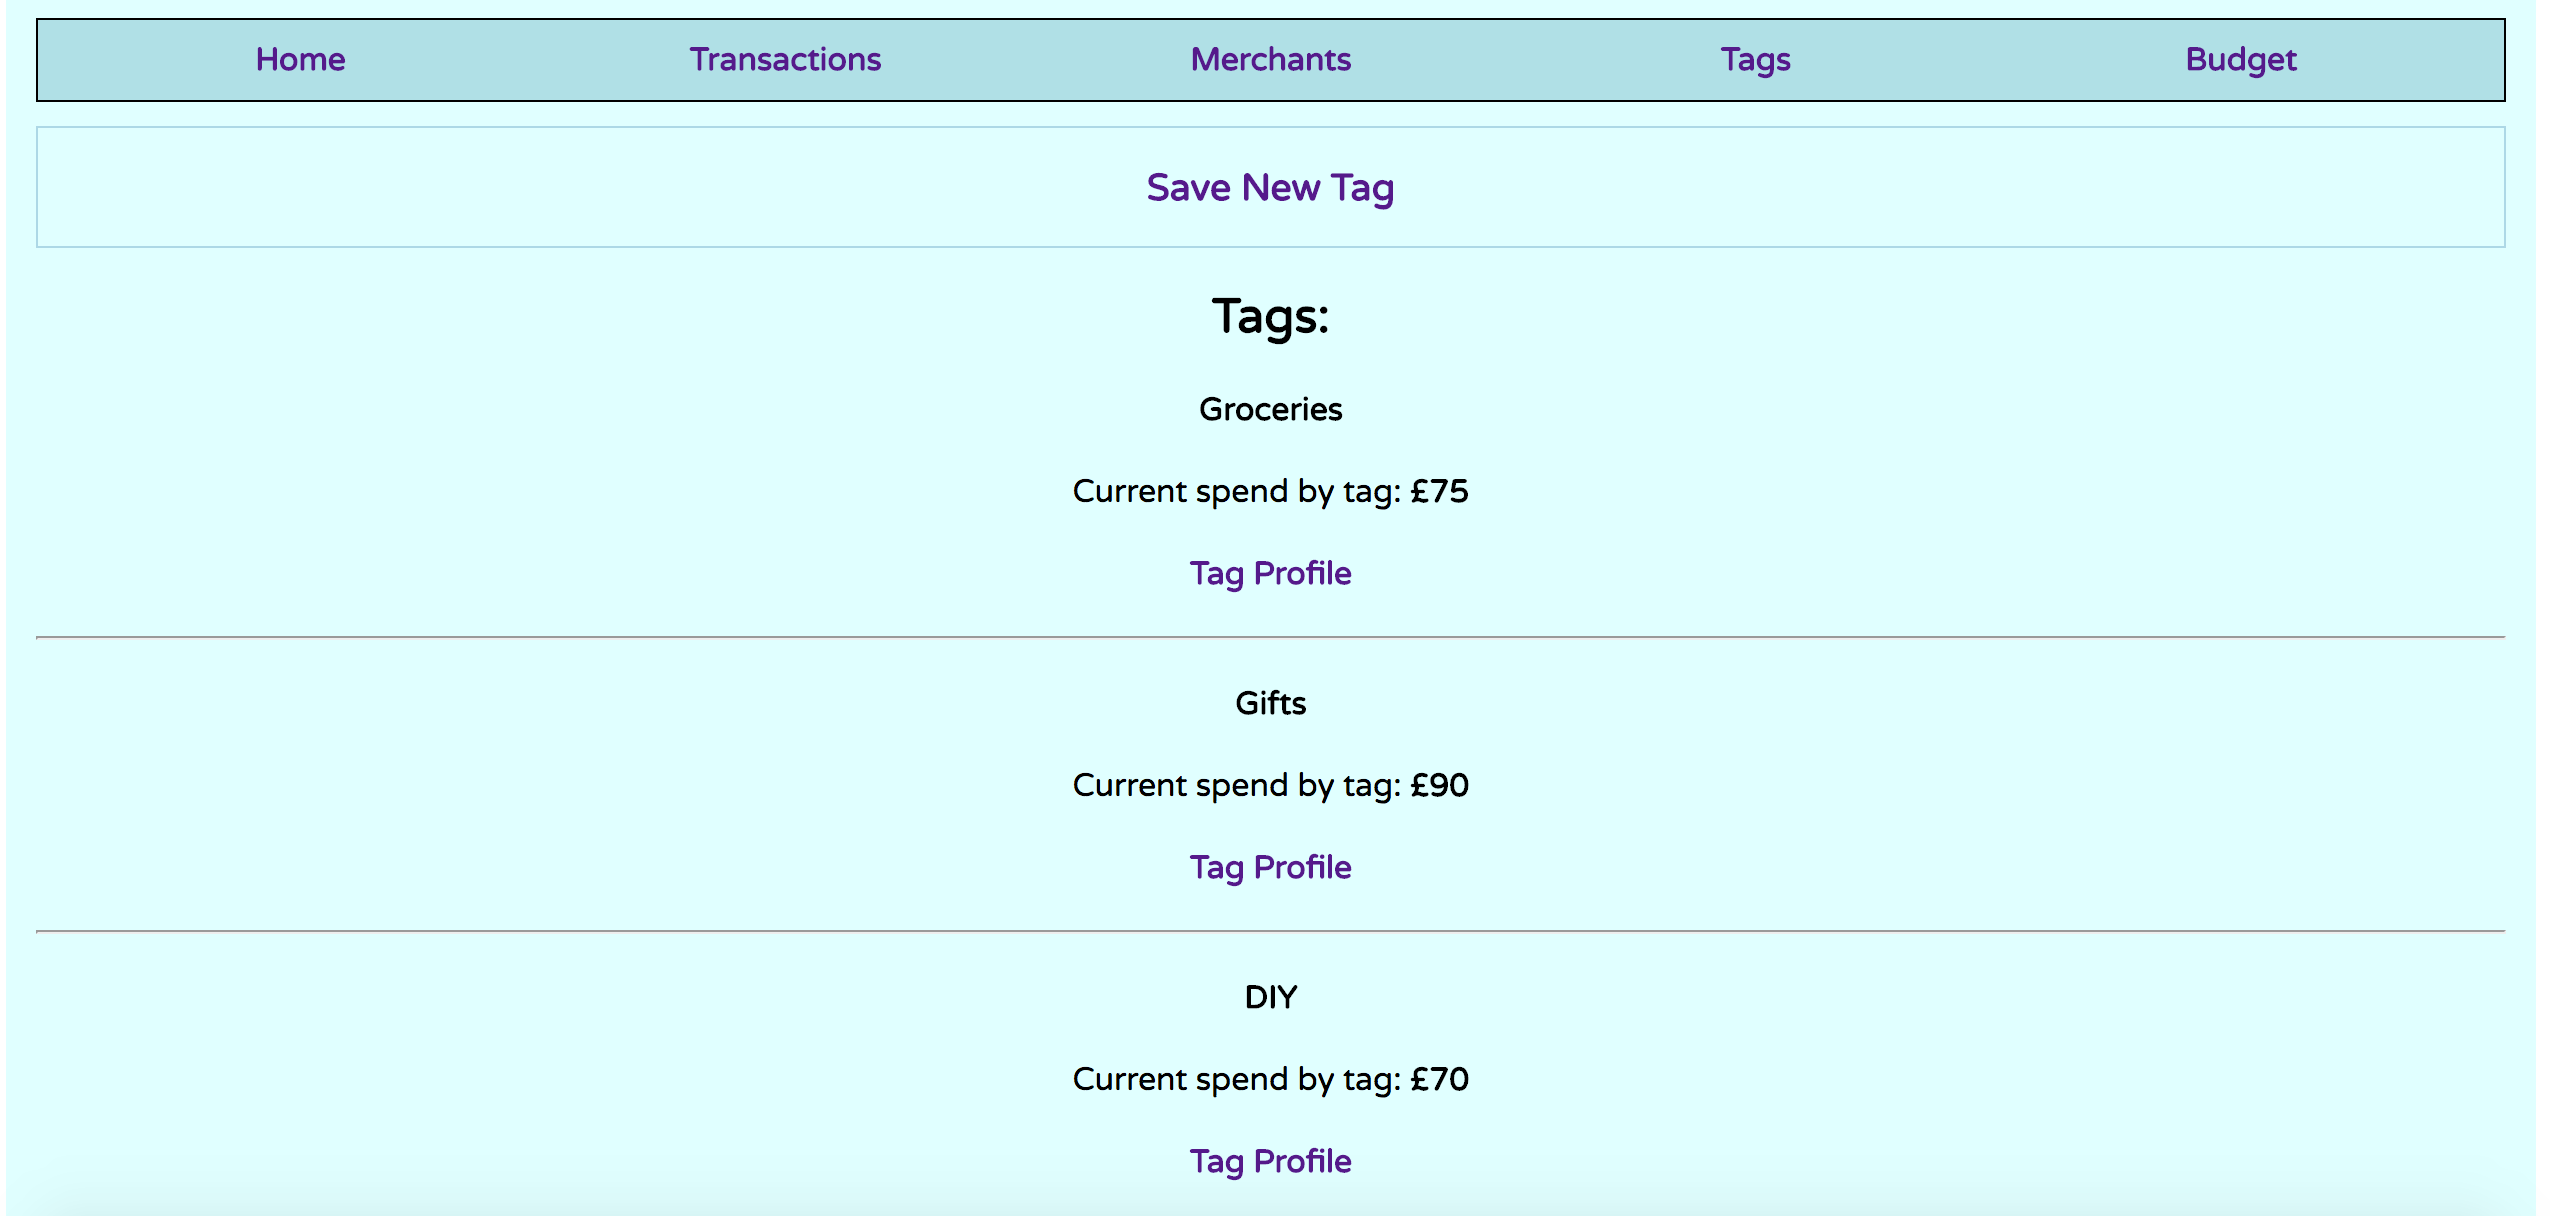 Home Transactions Merchants Tags Budget
Save New Tag
Tags:
Groceries
Current spend by tag: £75
Tag Profile
Gifts
Current spend by tag: £90
Tag Profile
DIY
Current spend by tag: £70
Tag Profile